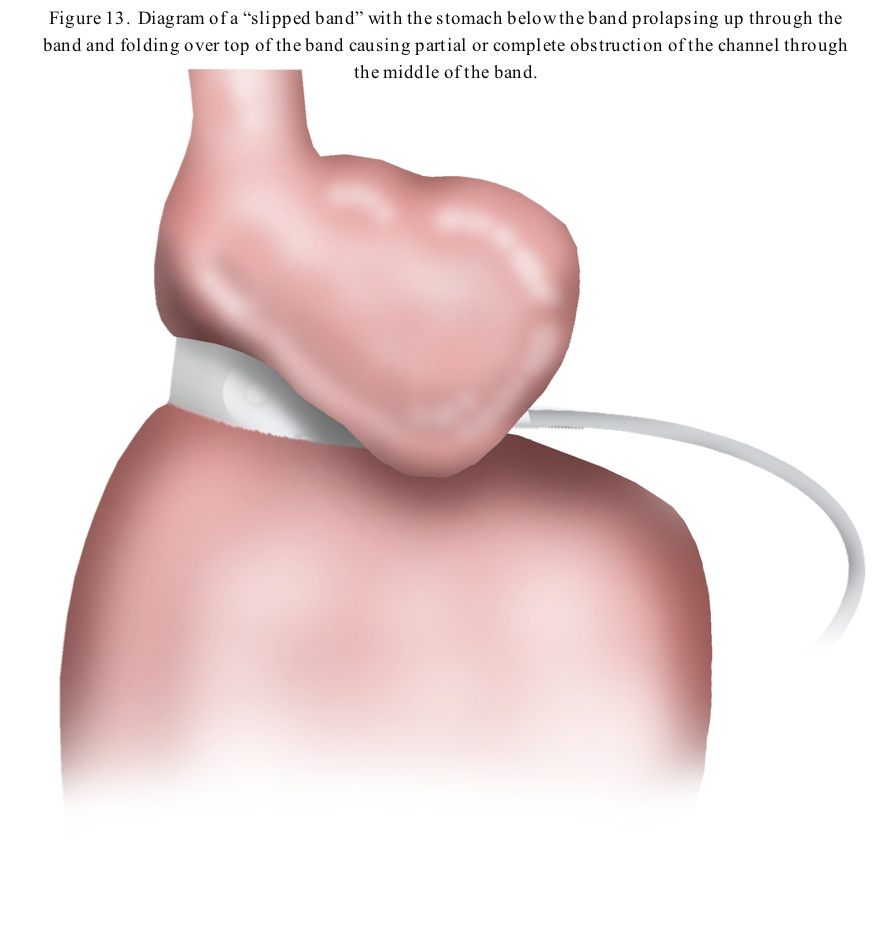 Figure 13. Diagram of a “slipped band” with the stomach below the band prolapsing up through the
band and folding over top of the band causing partial or complete obstruction of the channel through
the middle of the band.